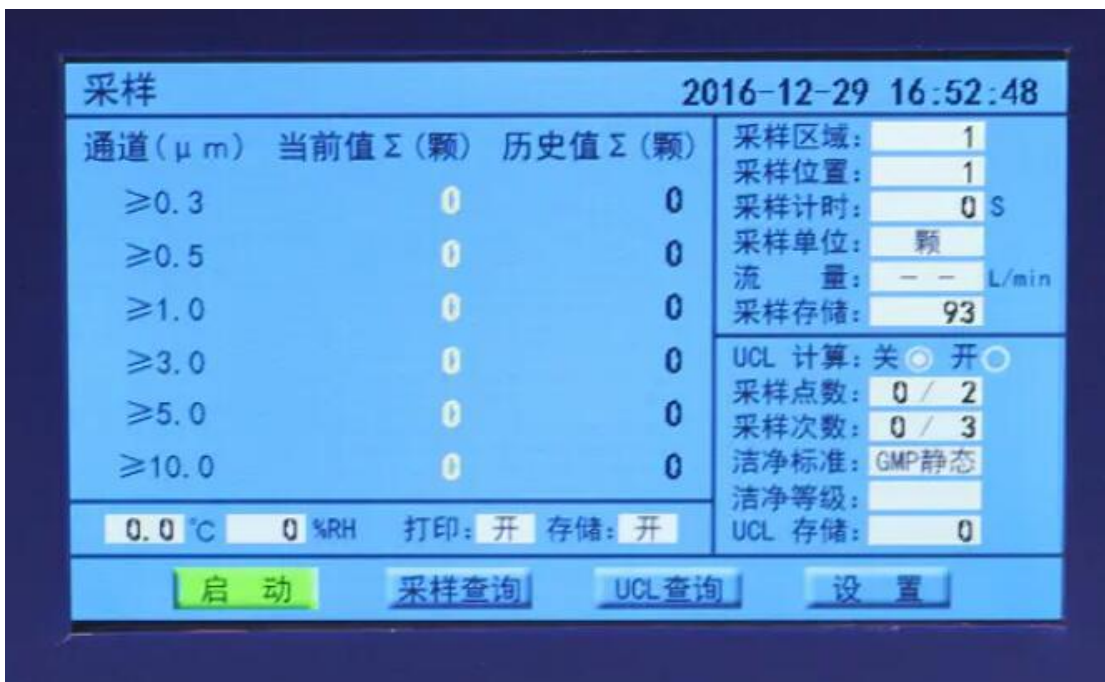 采样 2016-12-29 16:52:48
通道(μm) 当前值Σ(颗) 历史值Σ(颗)
≥0.3 0 0
≥0.5 0 0
≥1.0 0 0
≥3.0 0 0
≥5.0 0 0
≥10.0 0 0
0.0 ℃ 0 %RH 打印: 开 存储: 开
采样区域: 1
采样位置: 1
采样计时: 0 S
采样单位: 颗
流 量: -- L/min
采样存储: 93
UCL 计算: 关 开
采样点数: 0 / 2
采样次数: 0 / 3
洁净标准: GMP静态
洁净等级:
UCL 存储: 0
启 动 采样查询 UCL查询 设 置